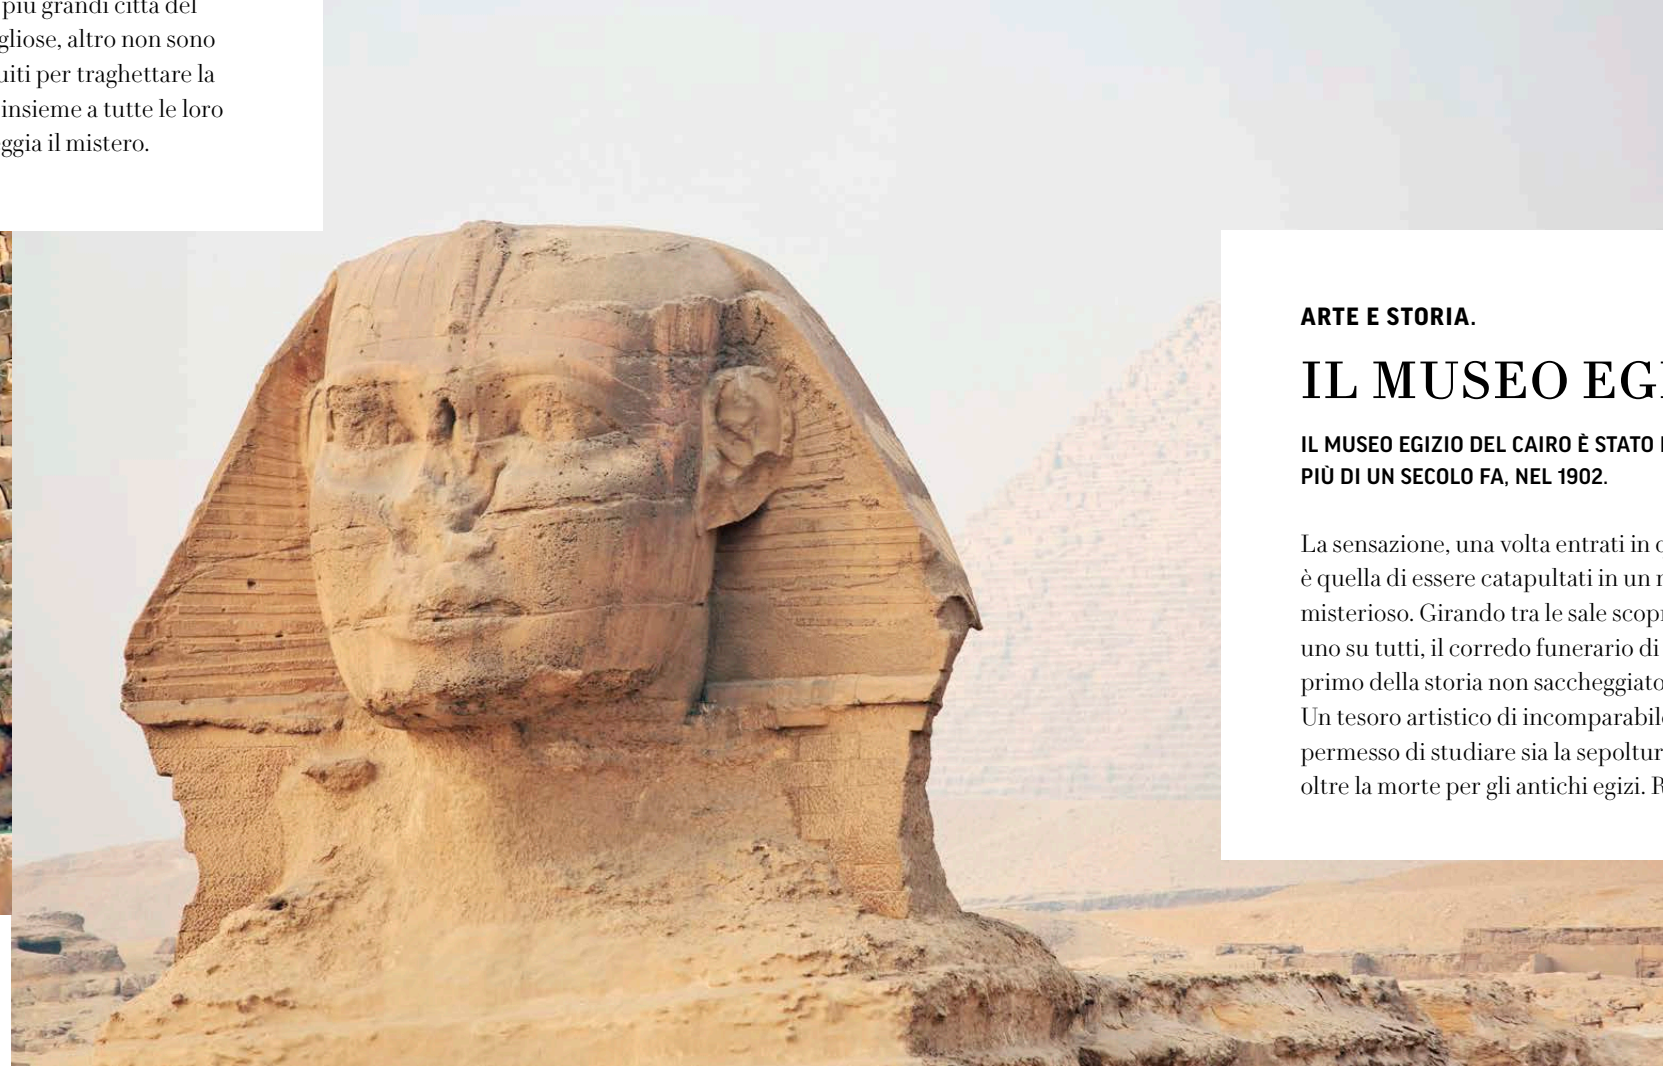 più grandi città del
gliose, altro non sono
uiti per traghettare la
insieme a tutte le loro
ggia il mistero.
ARTE E STORIA.
IL MUSEO EGI
IL MUSEO EGIZIO DEL CAIRO È STATO
PIÙ DI UN SECOLO FA, NEL 1902.
La sensazione, una volta entrati in
è quella di essere catapultati in un
misterioso. Girando tra le sale scopr
uno su tutti, il corredo funerario di
primo della storia non saccheggiato
Un tesoro artistico di incomparabil
permesso di studiare sia la sepoltur
oltre la morte per gli antichi egizi. R